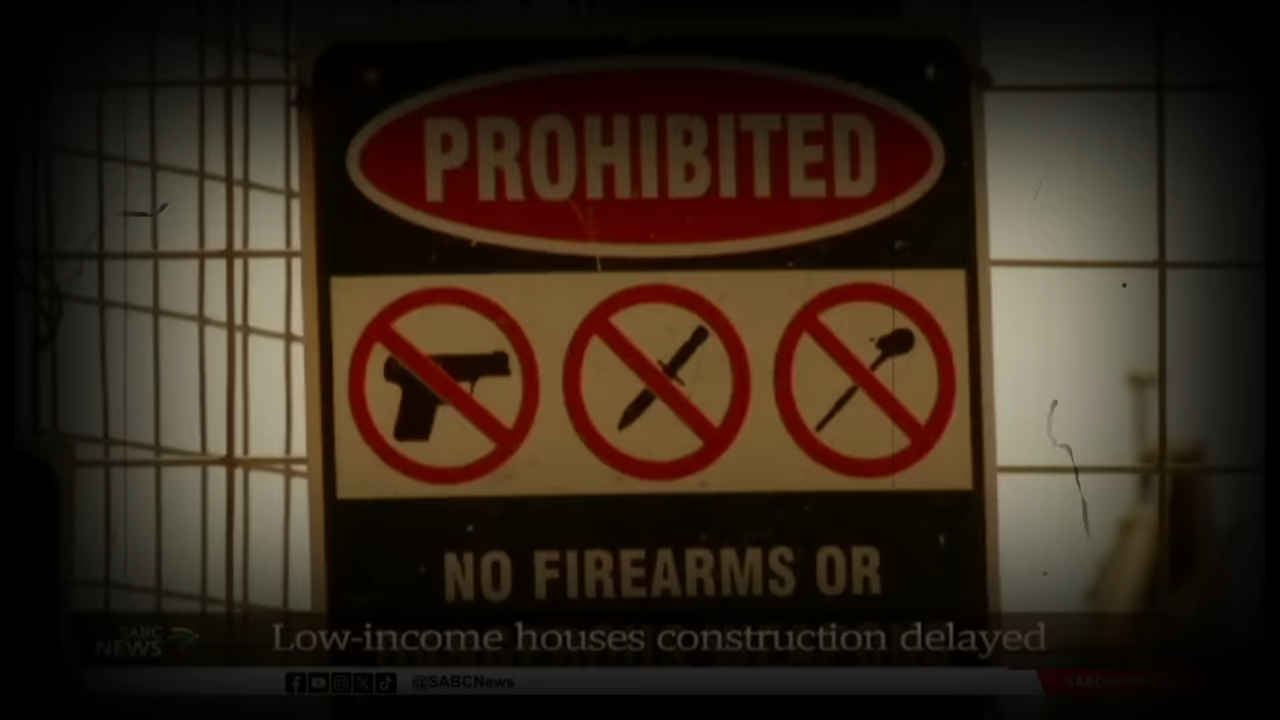 PROHIBITED
NO FIREARMS OR
SABC
NEWS
Low-income houses construction delayed
@SABCNews